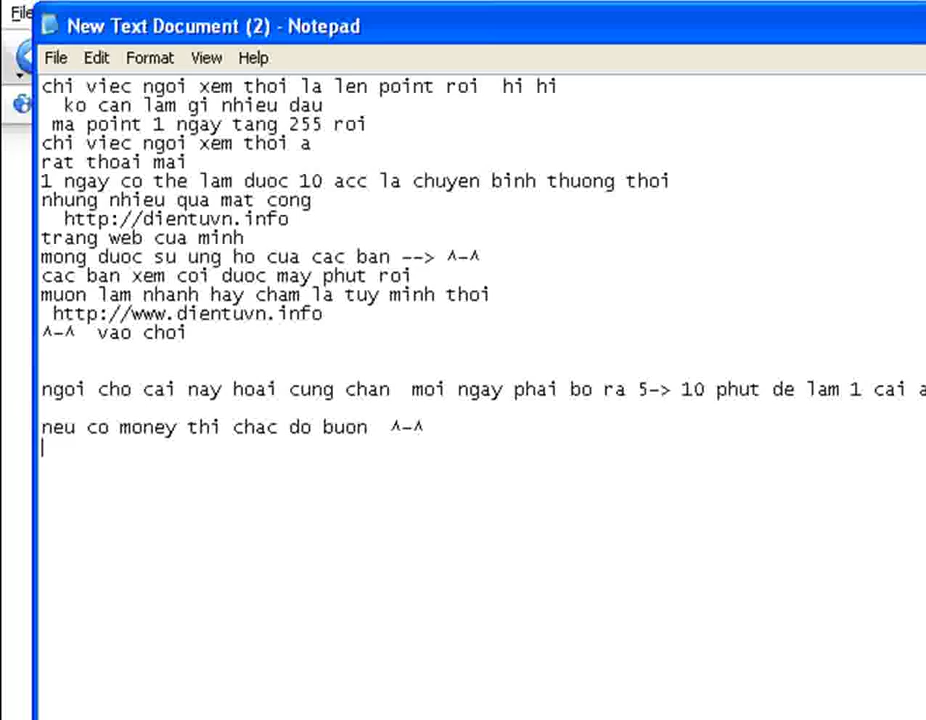 File
New Text Document (2) - Notepad
File Edit Format View Help
chi viec ngoi xem thoi la len point roi hi hi
ko can lam gi nhieu dau
ma point 1 ngay tang 255 roi
chi viec ngoi xem thoi a
rat thoai mai
1 ngay co the lam duoc 10 acc la chuyen binh thuong thoi
nhung nhieu qua mat cong
http://dientuvn.info
trang web cua minh
mong duoc su ung ho cua cac ban --> ^-^
cac ban xem coi duoc may phut roi
muon lam nhanh hay cham la tuy minh thoi
http://www.dientuvn.info
^-^ vao choi
ngoi cho cai nay hoai cung chan moi ngay phai bo ra 5-> 10 phut de lam 1 cai
neu co money thi chac do buon ^-^